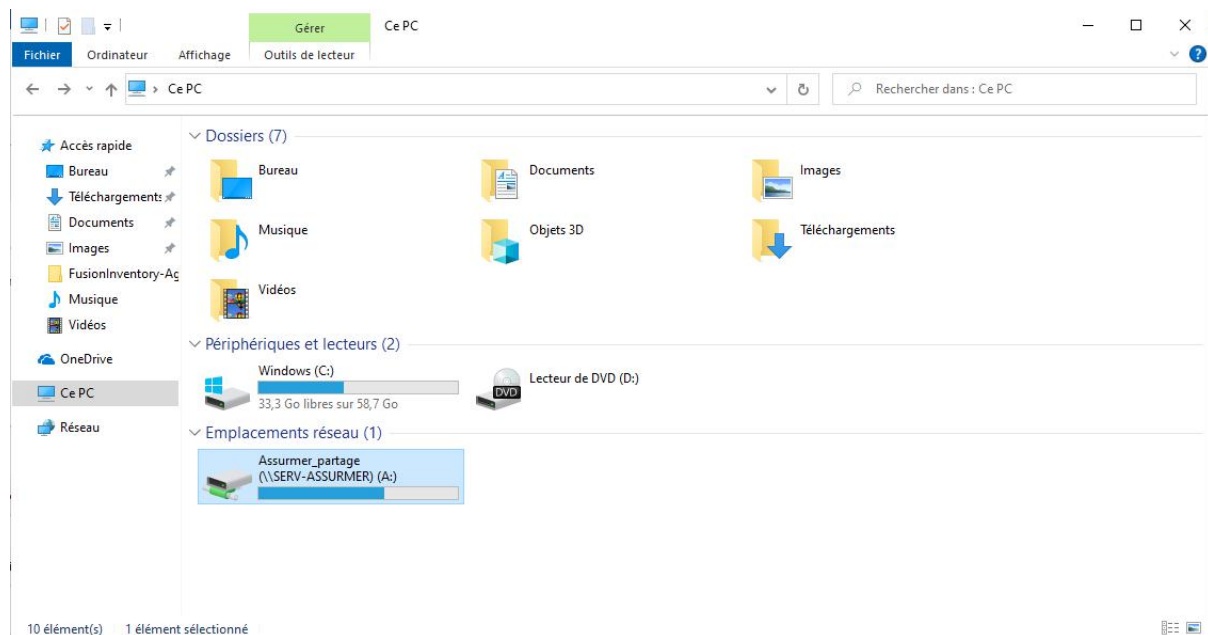 Gérer
Ce PC
Fichier
Ordinateur
Affichage
Outils de lecteur
Ce PC
Rechercher dans : Ce PC
Accès rapide
Bureau
Téléchargements
Documents
Images
FusionInventory-Ag
Musique
Vidéos
OneDrive
Ce PC
Réseau
Dossiers (7)
Bureau
Documents
Images
Musique
Objets 3D
Téléchargements
Vidéos
Périphériques et lecteurs (2)
Windows (C:)
33,3 Go libres sur 58,7 Go
DVD
Lecteur de DVD (D:)
Emplacements réseau (1)
Assurmer_partage
(\\SERV-ASSURMER) (A:)
10 élément(s)
1 élément sélectionné